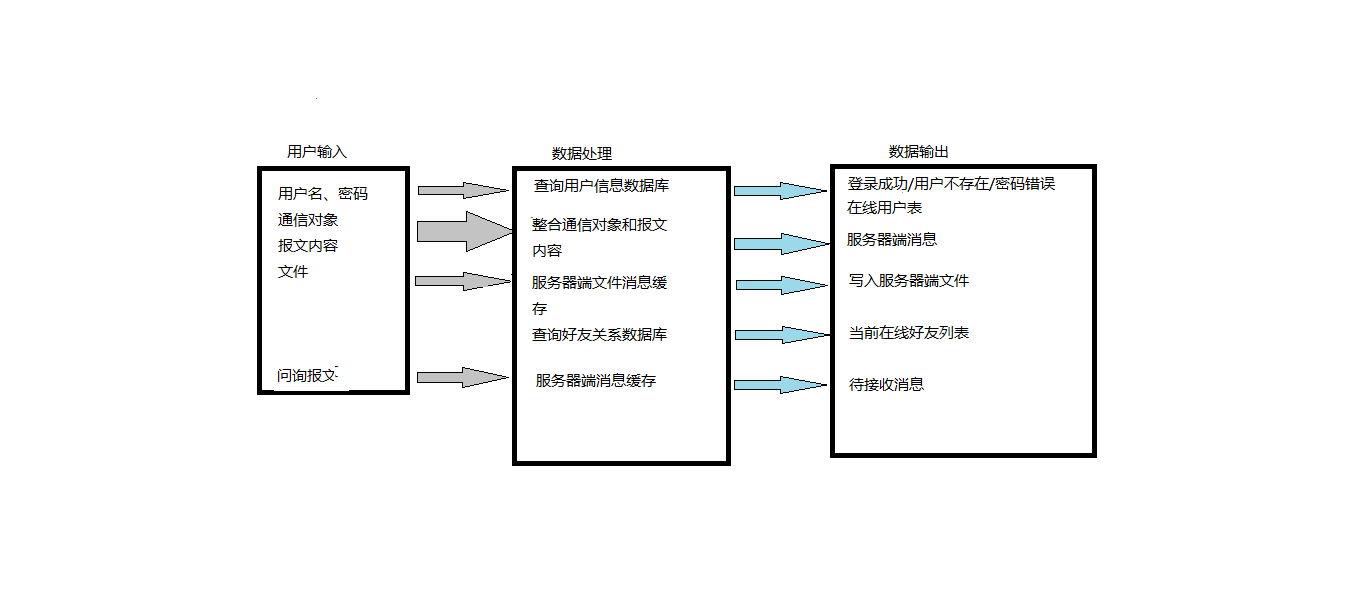 用户输入
用户名、密码
通信对象
报文内容
文件
问询报文
数据处理
查询用户信息数据库
整合通信对象和报文
内容
服务器端文件消息缓
存
查询好友关系数据库
服务器端消息缓存
数据输出
登录成功/用户不存在/密码错误
在线用户表
服务器端消息
写入服务器端文件
当前在线好友列表
待接收消息